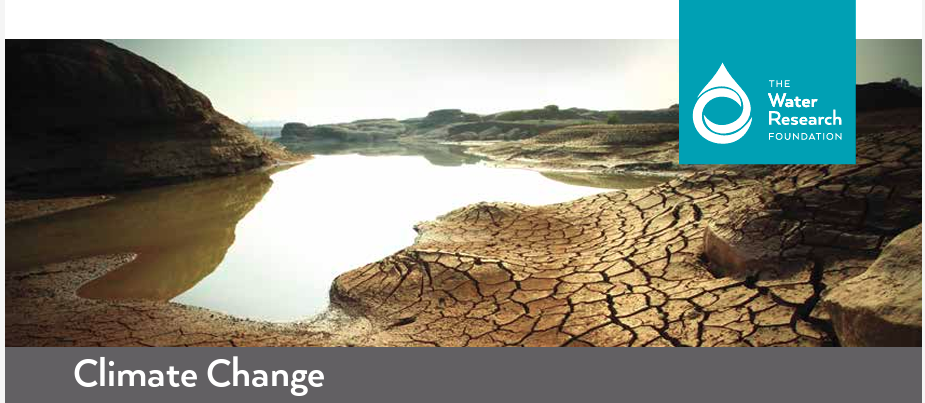 THE
Water
Research
FOUNDATION
Climate Change